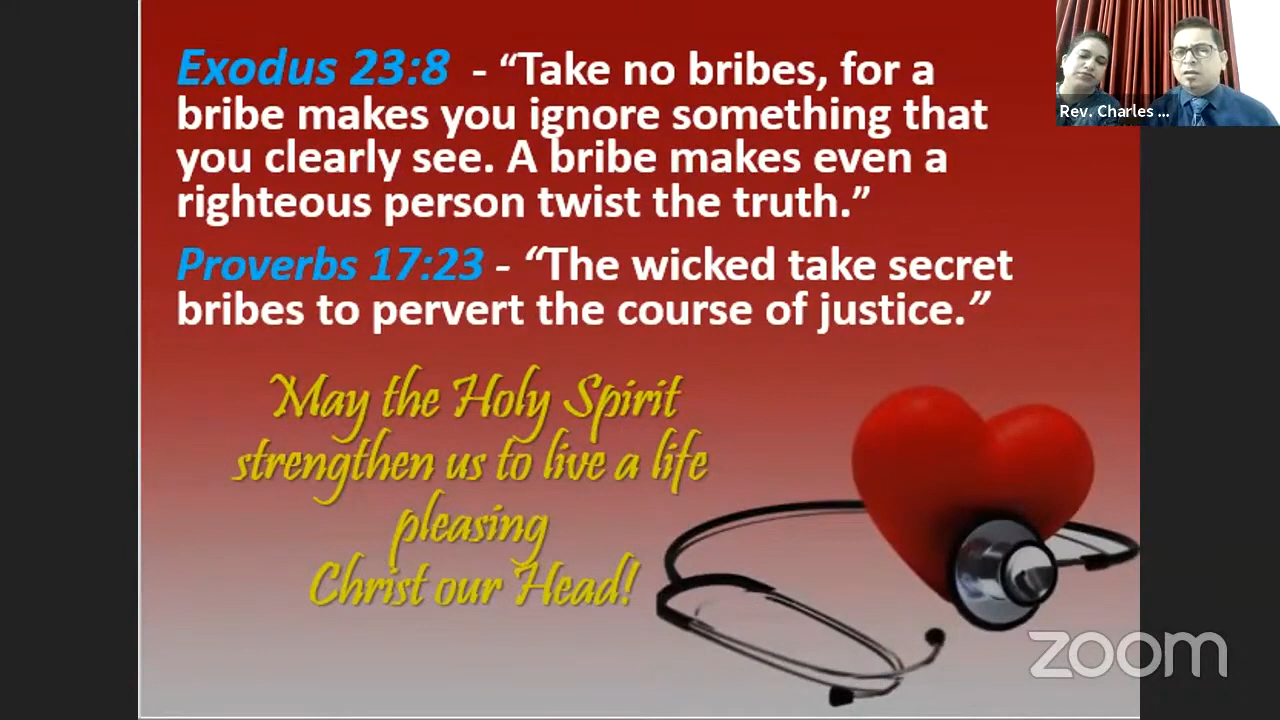 Exodus 23:8 - “Take no bribes, for a
bribe makes you ignore something that
you clearly see. A bribe makes even a
righteous person twist the truth.”
Proverbs 17:23 - “The wicked take secret
bribes to pervert the course of justice.”
May the Holy Spirit
strengthen us to live a life
pleasing
Christ our Head!
Rev. Charles ...
zoom